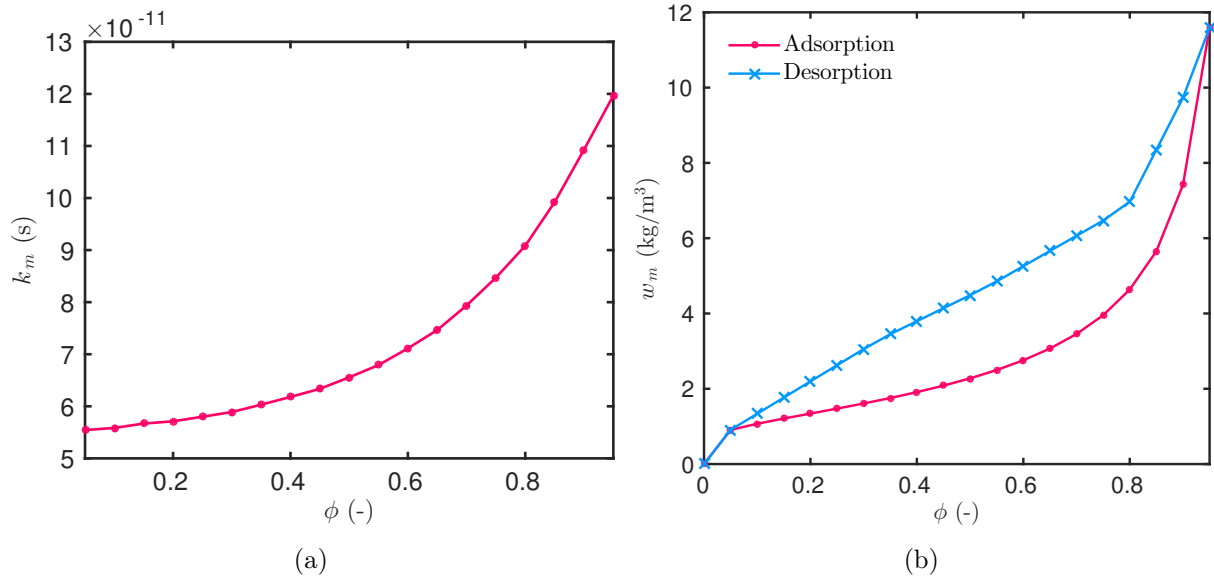 ×10⁻¹¹
13
12
11
10
9
8
7
6
5
0.2 0.4 0.6 0.8
k_m (s)
ϕ (-)
(a)
12
10
8
6
4
2
0
0 0.2 0.4 0.6 0.8
w_m (kg/m³)
ϕ (-)
Adsorption
Desorption
(b)